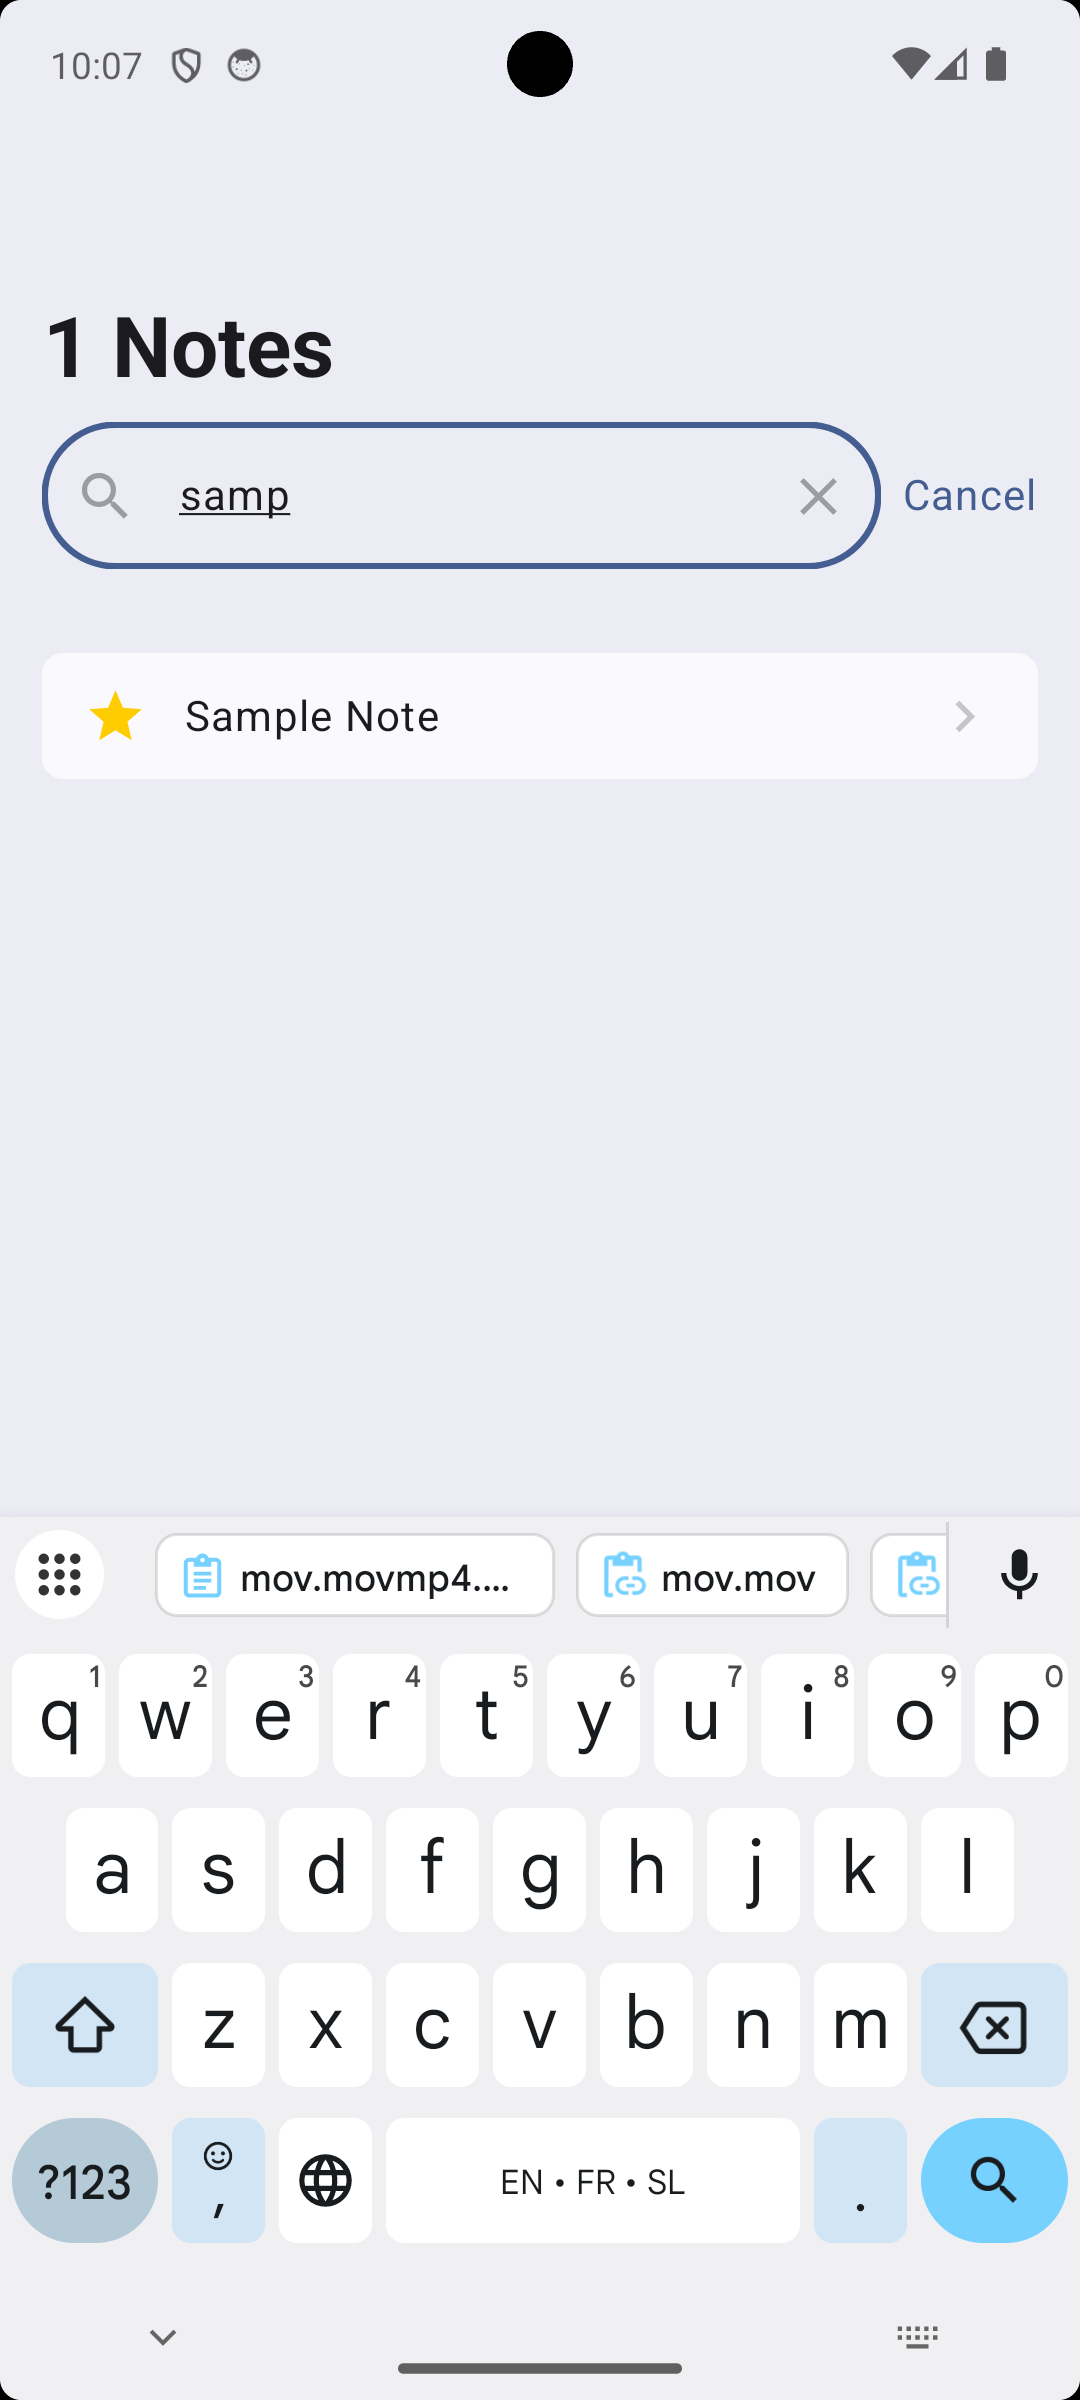 10:07
1 Notes
samp
Cancel
Sample Note
mov.movmp4....
mov.mov
q 1 w 2 e 3 r 4 t 5 y 6 u 7 i 8 o 9 p 0
a s d f g h j k l
z x c v b n m
?123 , EN • FR • SL .